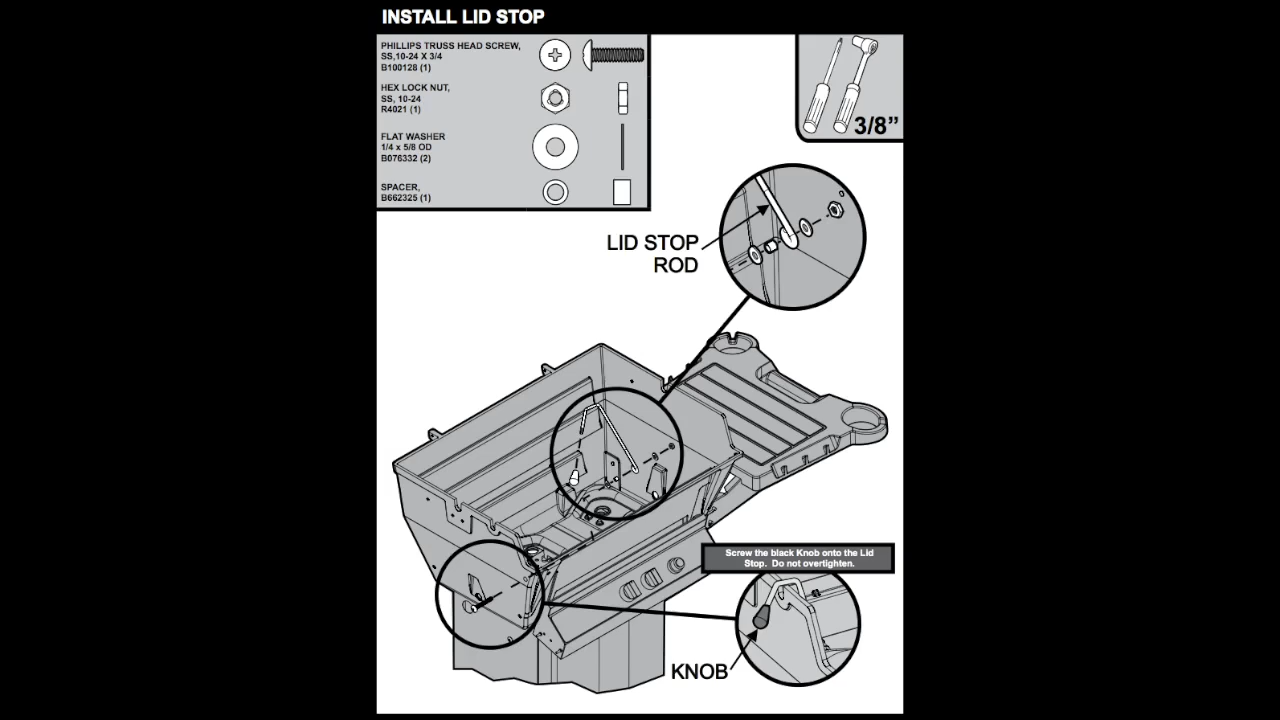 INSTALL LID STOP
PHILLIPS TRUSS HEAD SCREW,
SS,10-24 X 3/4
B100128 (1)
HEX LOCK NUT,
SS, 10-24
R4021 (1)
FLAT WASHER
1/4 x 5/8 OD
B076332 (2)
SPACER,
B662325 (1)
3/8”
LID STOP
ROD
Screw the black Knob onto the Lid
Stop. Do not overtighten.
KNOB